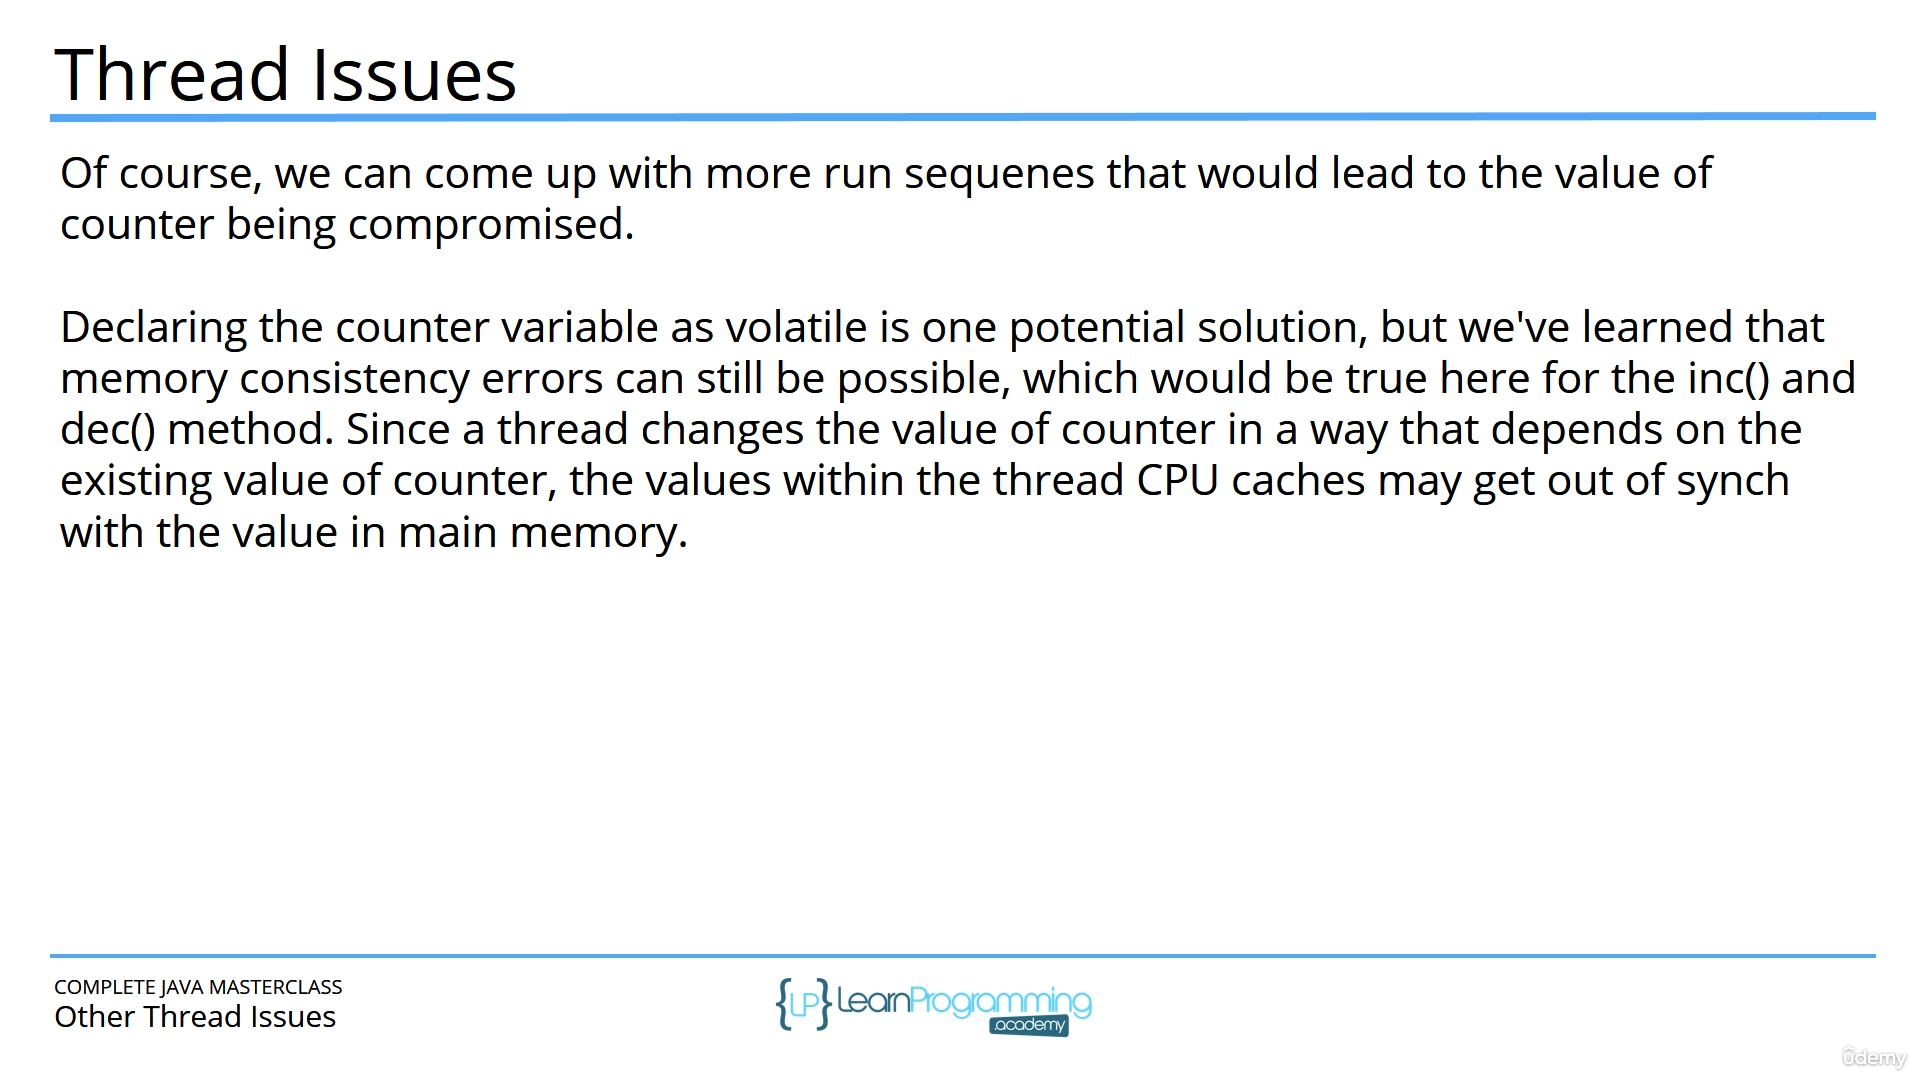 Thread Issues
Of course, we can come up with more run sequenes that would lead to the value of
counter being compromised.
Declaring the counter variable as volatile is one potential solution, but we've learned that
memory consistency errors can still be possible, which would be true here for the inc() and
dec() method. Since a thread changes the value of counter in a way that depends on the
existing value of counter, the values within the thread CPU caches may get out of synch
with the value in main memory.
COMPLETE JAVA MASTERCLASS
Other Thread Issues
{LP} LearnProgramming
.academy
ûdemy